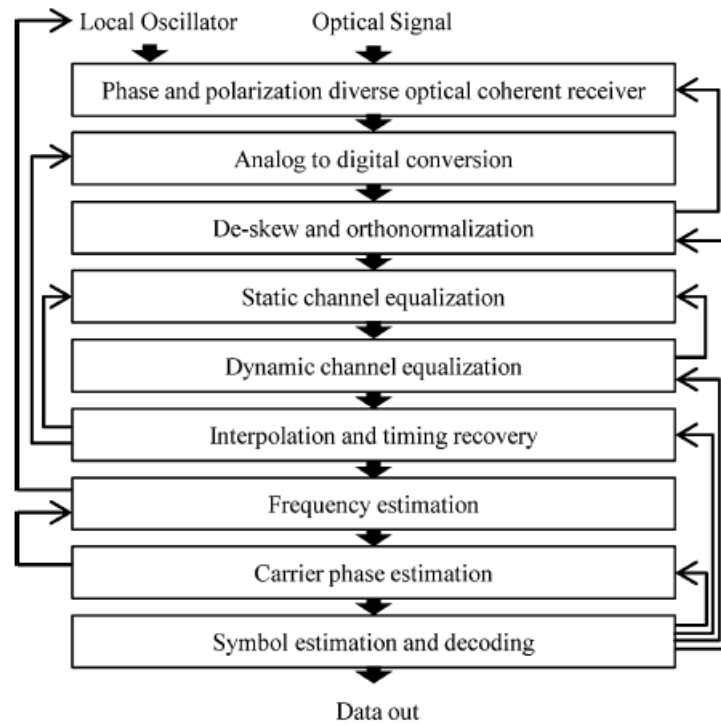 Local Oscillator Optical Signal
Phase and polarization diverse optical coherent receiver
Analog to digital conversion
De-skew and orthonormalization
Static channel equalization
Dynamic channel equalization
Interpolation and timing recovery
Frequency estimation
Carrier phase estimation
Symbol estimation and decoding
Data out